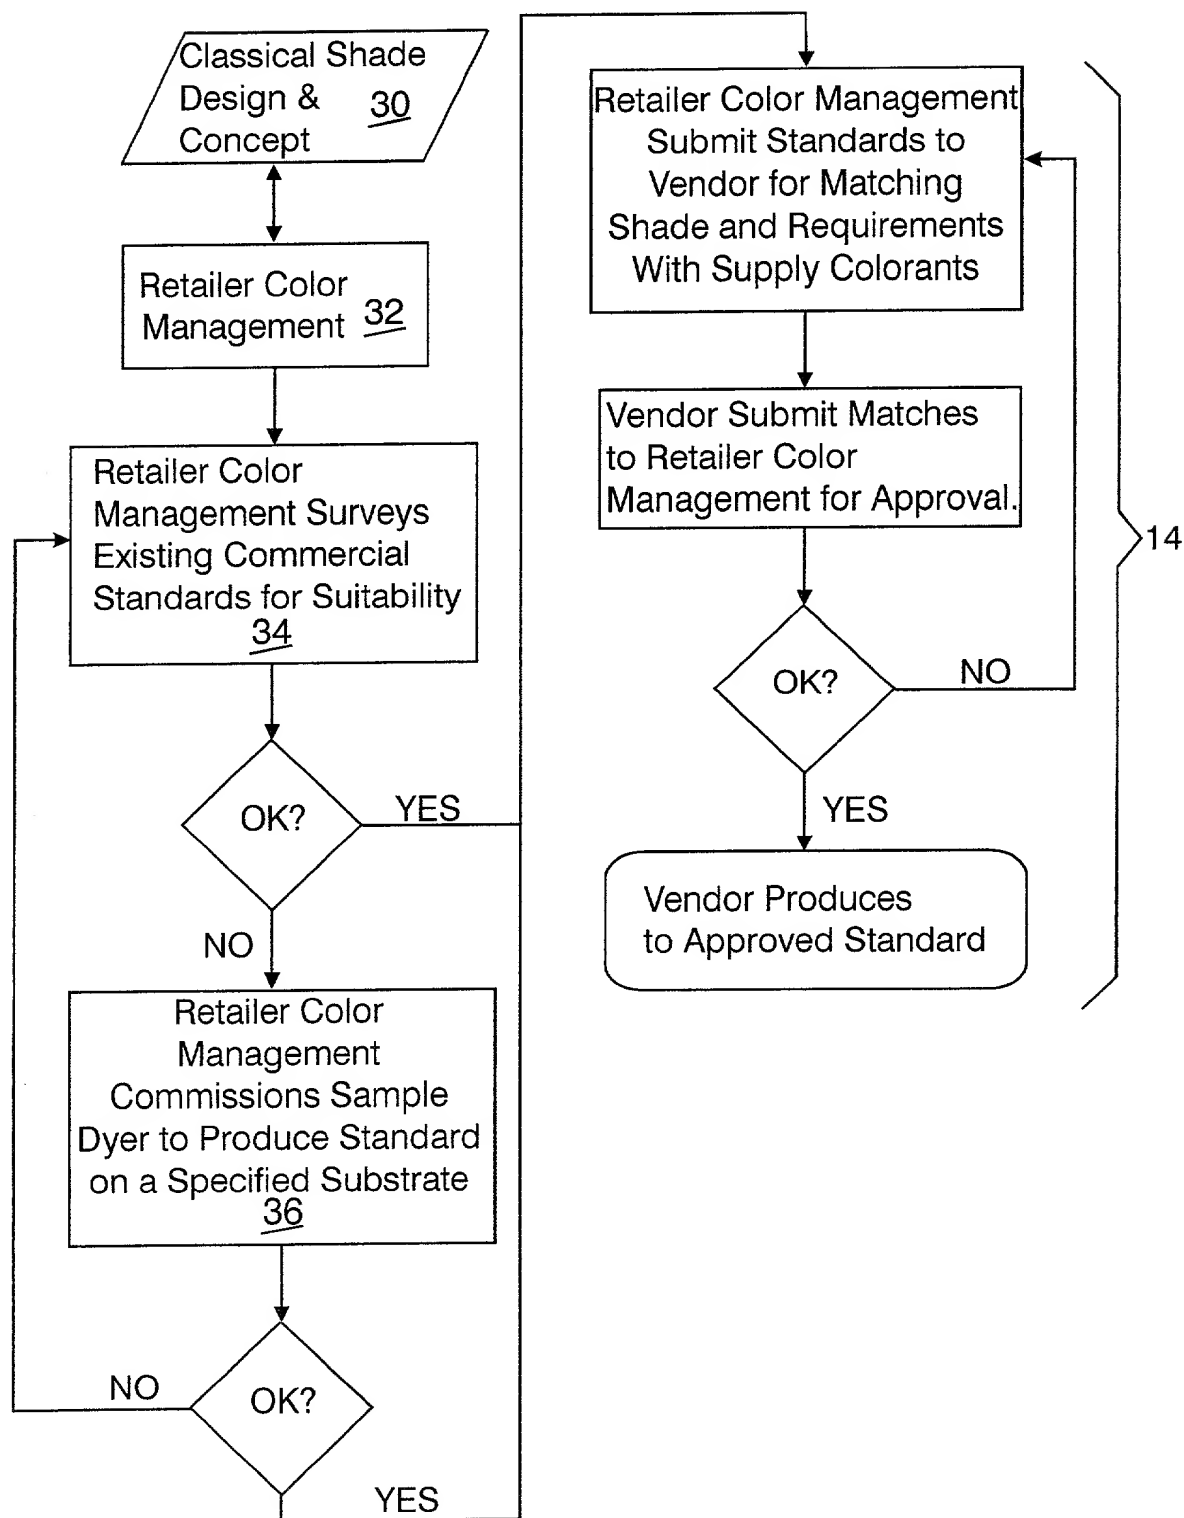 Classical Shade
Design &
Concept
30
Retailer Color
Management
32
Retailer Color
Management Surveys
Existing Commercial
Standards for Suitability
34
OK?
YES
NO
Retailer Color
Management
Commissions Sample
Dyer to Produce Standard
on a Specified Substrate
36
OK?
NO
YES
Retailer Color Management
Submit Standards to
Vendor for Matching
Shade and Requirements
With Supply Colorants
Vendor Submit Matches
to Retailer Color
Management for Approval.
OK?
NO
YES
Vendor Produces
to Approved Standard
14